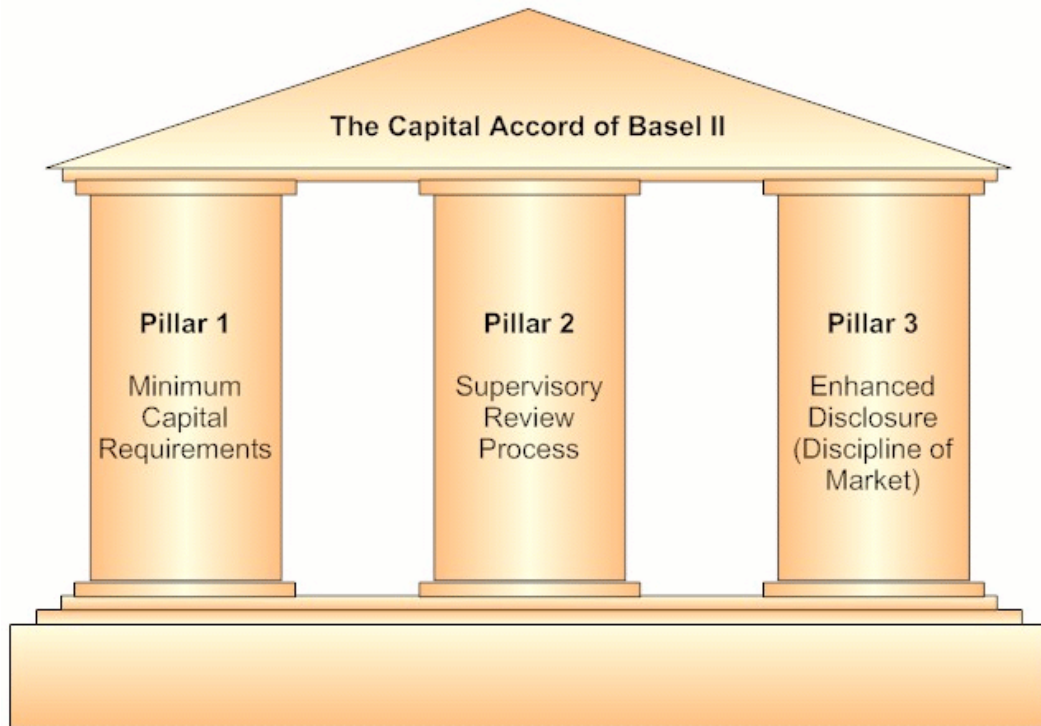 The Capital Accord of Basel II
Pillar 1
Minimum
Capital
Requirements
Pillar 2
Supervisory
Review
Process
Pillar 3
Enhanced
Disclosure
(Discipline of
Market)